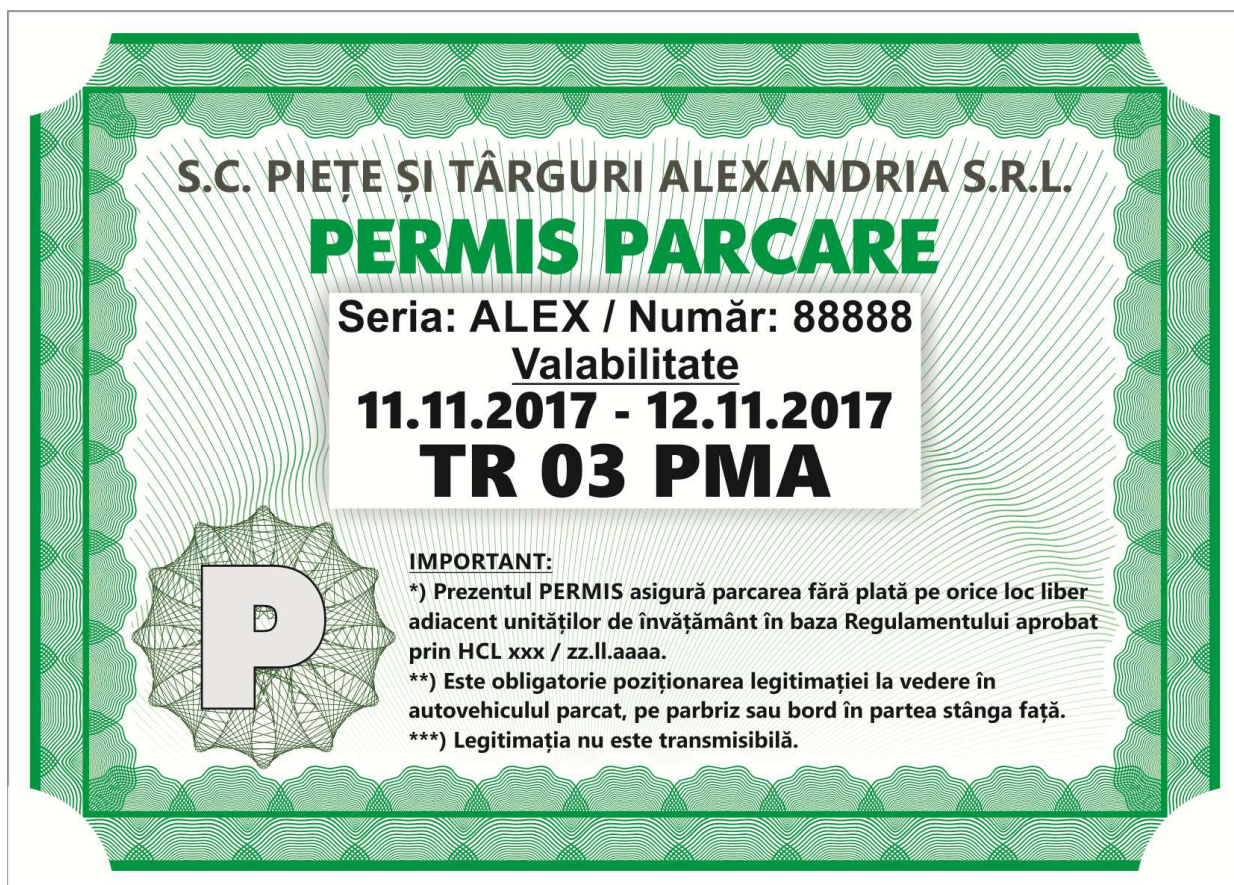 S.C. PIEȚE ȘI TÂRGURI ALEXANDRIA S.R.L.
PERMIS PARCARE
Seria: ALEX / Număr: 88888
Valabilitate
11.11.2017 - 12.11.2017
TR 03 PMA
P
IMPORTANT:
*) Prezentul PERMIS asigură parcarea fără plată pe orice loc liber
adiacent unităților de învățământ în baza Regulamentului aprobat
prin HCL xxx / zz.ll.aaaa.
**) Este obligatorie poziționarea legitimației la vedere în
autovehiculul parcat, pe parbriz sau bord în partea stânga față.
***) Legitimația nu este transmisibilă.